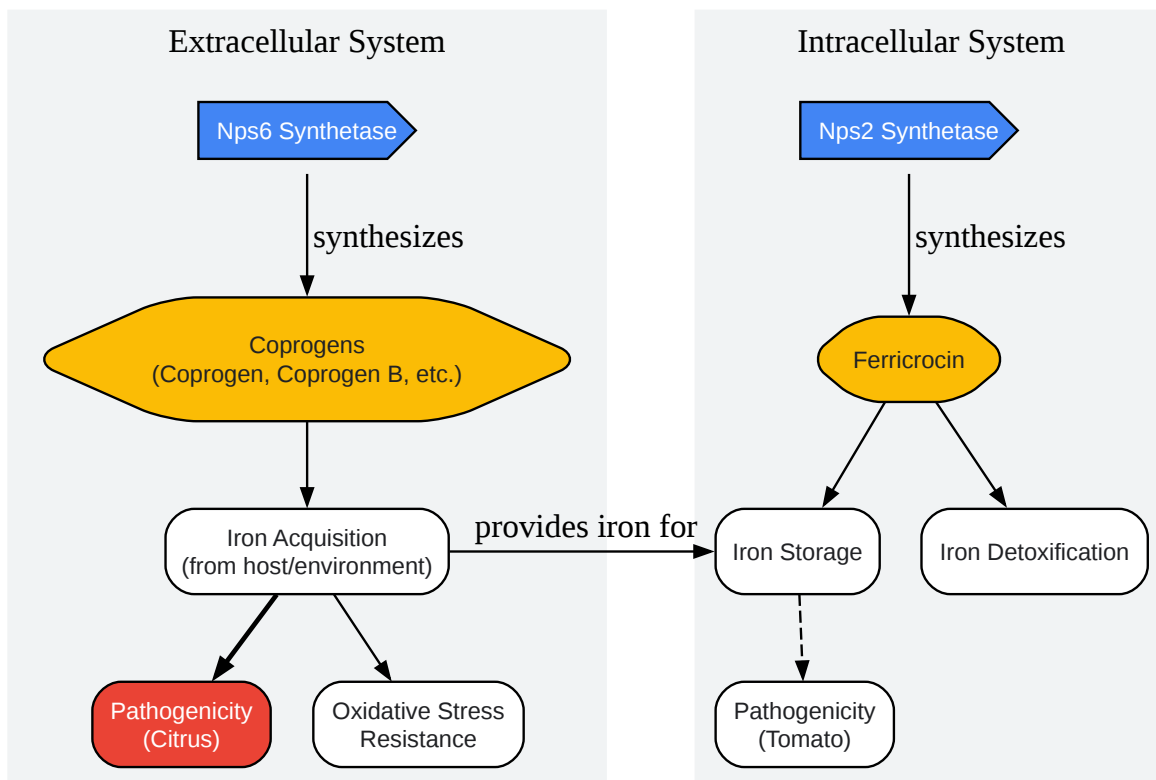 Extracellular System
Nps6 Synthetase
synthesizes
Coprogens
(Coprogen, Coprogen B, etc.)
Iron Acquisition
(from host/environment)
provides iron for
Pathogenicity
(Citrus)
Oxidative Stress
Resistance
Intracellular System
Nps2 Synthetase
synthesizes
Ferricrocin
Iron Storage
Iron Detoxification
Pathogenicity
(Tomato)